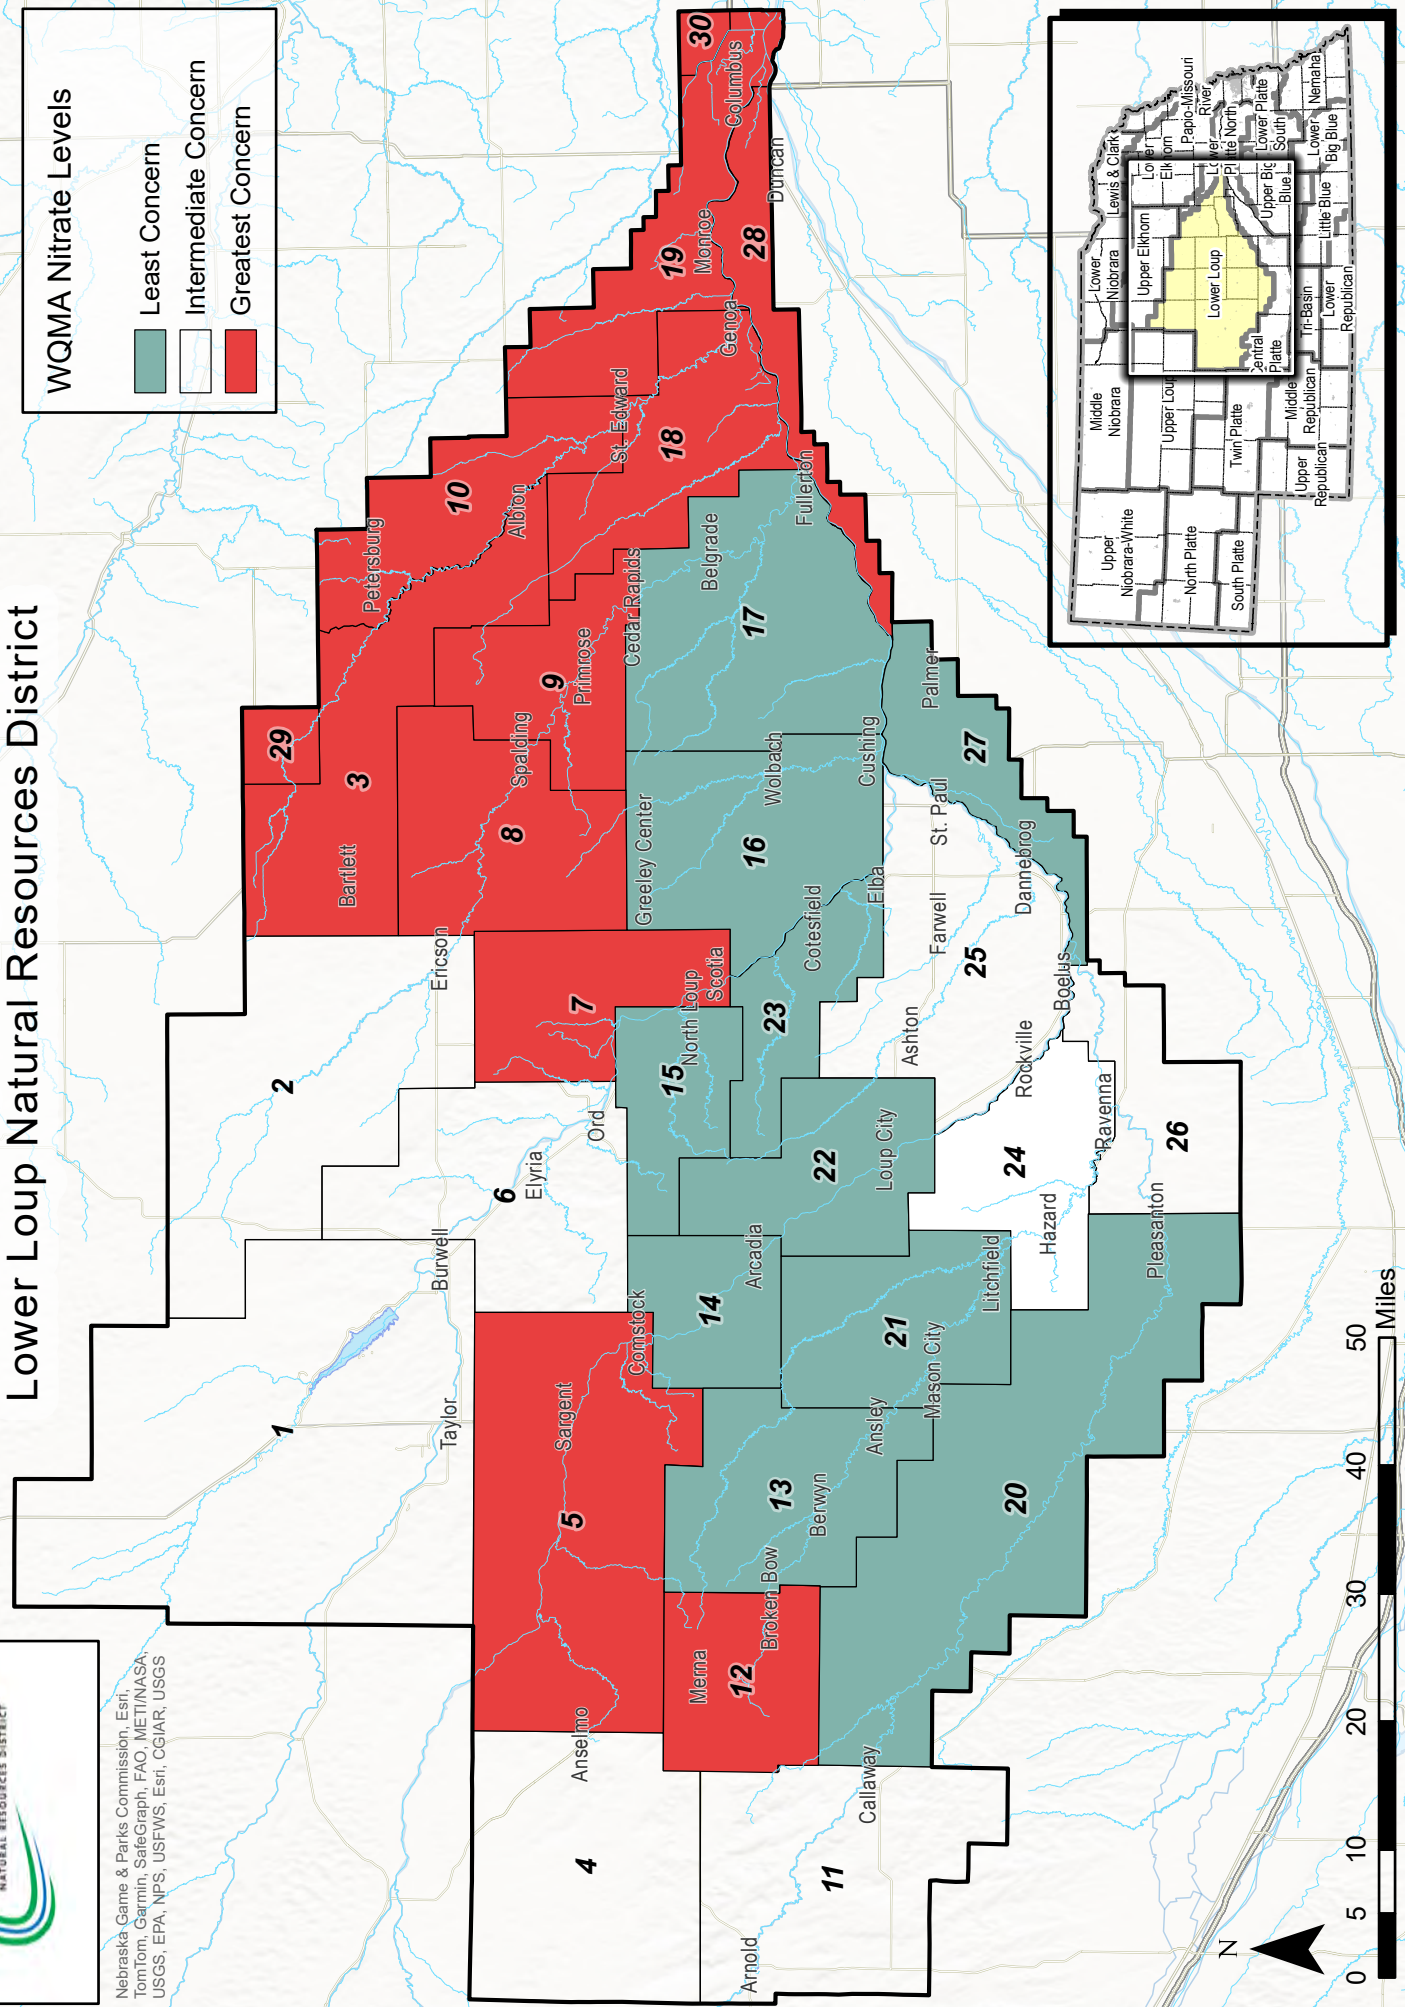 Lower Loup Natural Resources District
NATURAL RESOURCES DISTRICT
Nebraska Game & Parks Commission, Esri,
TomTom, Garmin, SafeGraph, FAO, METI/NASA,
USGS, EPA, NPS, USFWS, Esri, CGIAR, USGS
WQMA Nitrate Levels
Least Concern
Intermediate Concern
Greatest Concern
1
2
29
3
Bartlett
Petersburg
10
Taylor
Burwell
Ericson
8
Spalding
Albion
6
Elyria
9
Primrose
St. Edward
5
Sargent
Ord
7
18
19
30
Anselmo
4
Comstock
Greeley Center
Cedar Rapids
Monroe
Columbus
Genoa
Merna
12
14
15
North Loup
Scotia
Belgrade
28
Duncan
Arnold
Broken Bow
13
Arcadia
23
16
Wolbach
17
Fullerton
11
Berwyn
22
Cotesfield
Callaway
Ansley
21
Loup City
Elba
Cushing
Mason City
Ashton
Farwell
St. Paul
Palmer
20
Litchfield
24
Rockville
25
Dannebrog
27
Hazard
Boelus
Pleasanton
Ravenna
26
N
0
5
10
20
30
40
50
Miles
Upper
Niobrara-White
Middle
Niobrara
Lower
Niobrara
Lewis & Clark
Upper Elkhorn
Lower
Elkhorn
Papio-Missouri
River
North Platte
Upper Loup
Lower Loup
Lower
Platte North
South Platte
Twin Platte
Central
Platte
Upper Big
Blue
Lower Platte
South
Upper
Republican
Middle
Republican
Tri-Basin
Lower
Republican
Little Blue
Lower
Big Blue
Nemaha